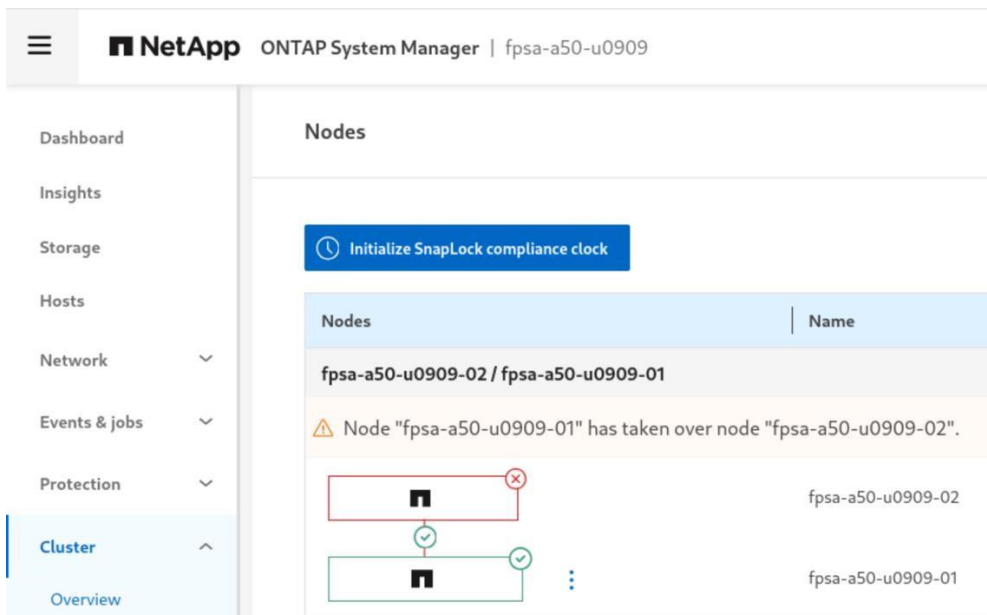 NetApp ONTAP System Manager | fpsa-a50-u0909
Dashboard
Insights
Storage
Hosts
Network
Events & jobs
Protection
Cluster
Overview
Nodes
Initialize SnapLock compliance clock
Nodes Name
fpsa-a50-u0909-02 / fpsa-a50-u0909-01
Node "fpsa-a50-u0909-01" has taken over node "fpsa-a50-u0909-02".
fpsa-a50-u0909-02
fpsa-a50-u0909-01